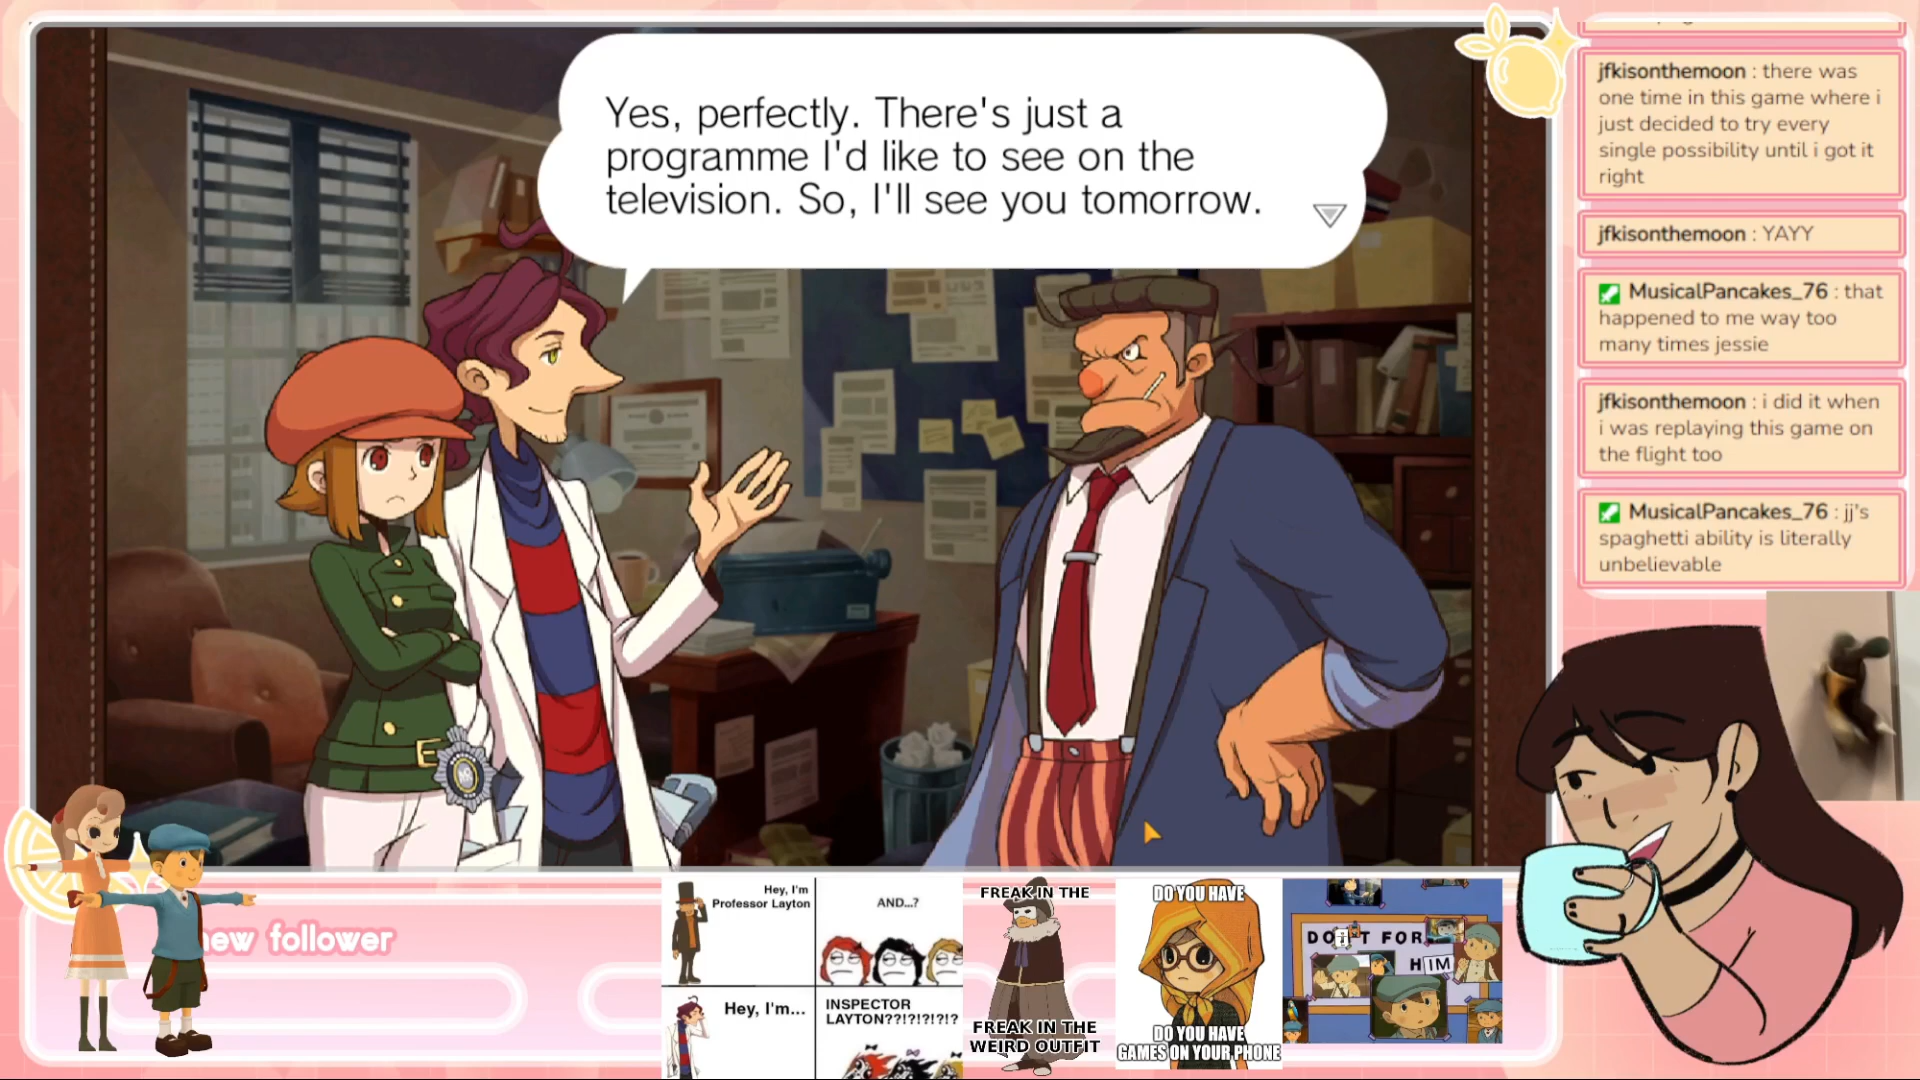 Yes, perfectly. There's just a
programme I'd like to see on the
television. So, I'll see you tomorrow.
jfkisonthemoon : there was
one time in this game where i
just decided to try every
single possibility until i got it
right
jfkisonthemoon : YAYY
MusicalPancakes_76 : that
happened to me way too
many times jessie
jfkisonthemoon : i did it when
i was replaying this game on
the flight too
MusicalPancakes_76 : jj's
spaghetti ability is literally
unbelievable
new follower
Hey, I'm
Professor Layton
AND...?
Hey, I'm...
INSPECTOR
LAYTON??!?!?!?!?
FREAK IN THE
FREAK IN THE
WEIRD OUTFIT
DO YOU HAVE
DO YOU HAVE
GAMES ON YOUR PHONE
FOR
HIM